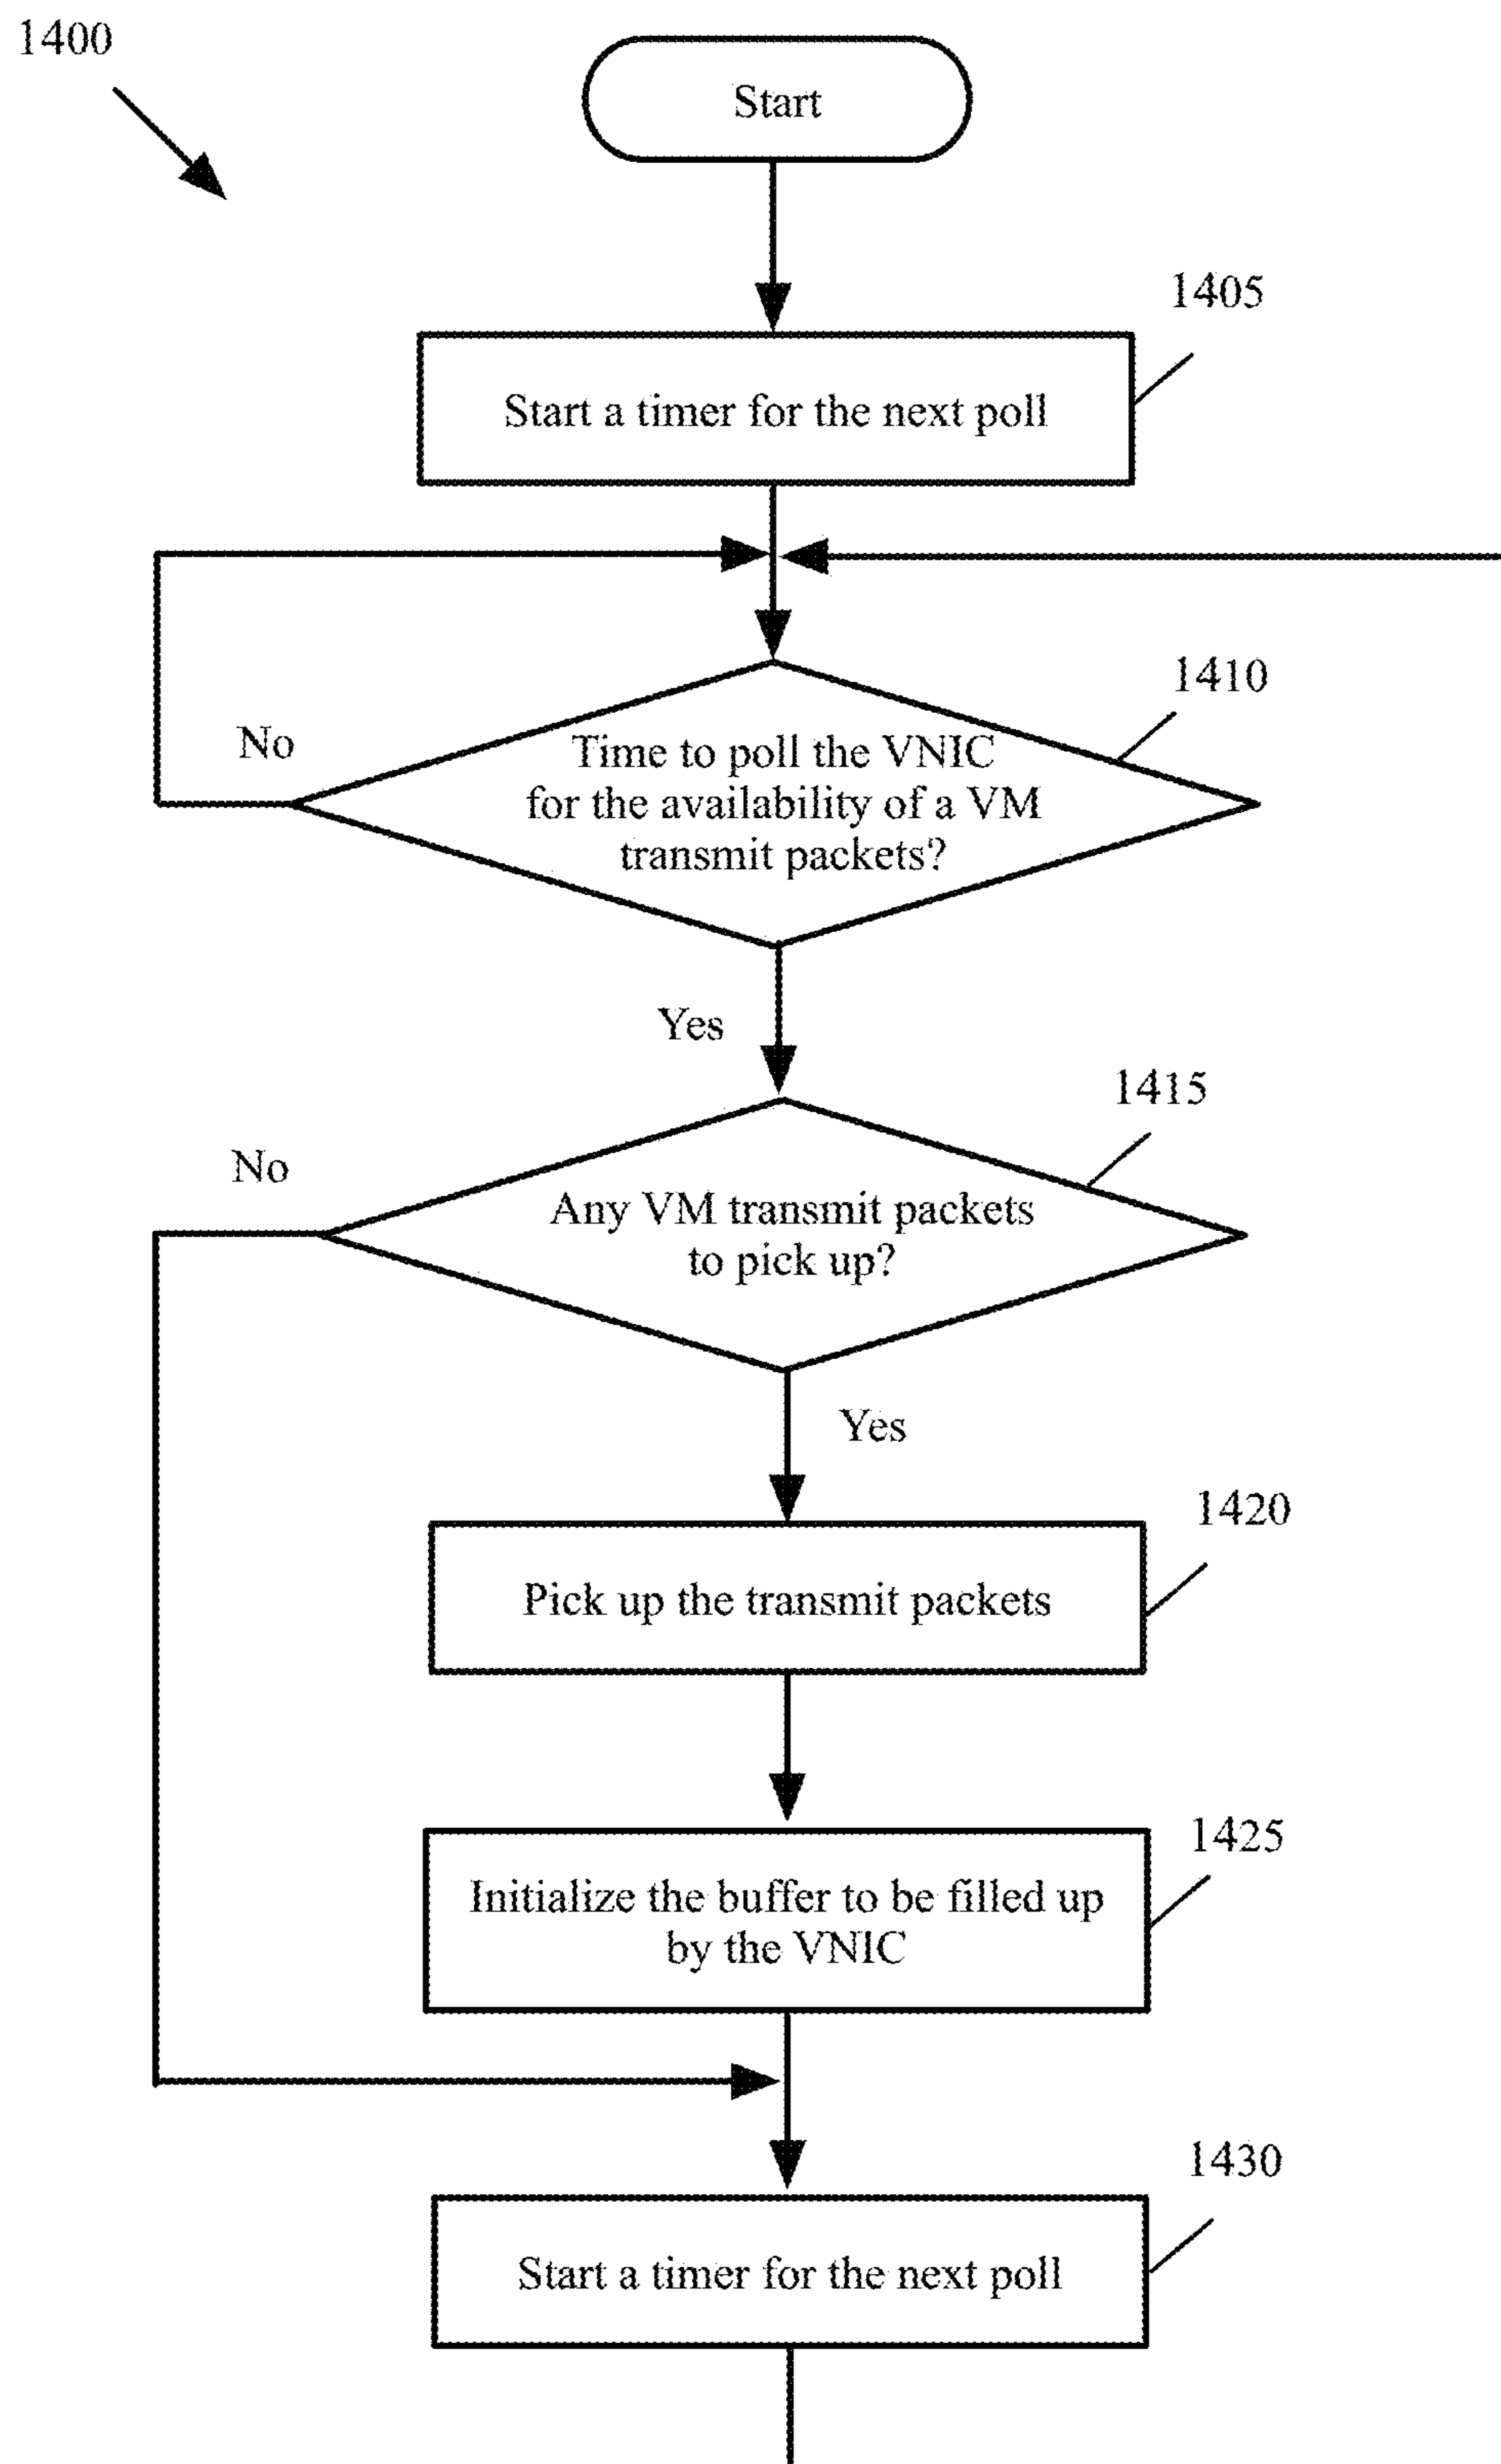 1400
Start
1405
Start a timer for the next poll
1410
No
Time to poll the VNIC
for the availability of a VM
transmit packets?
Yes
1415
No
Any VM transmit packets
to pick up?
Yes
1420
Pick up the transmit packets
1425
Initialize the buffer to be filled up
by the VNIC
1430
Start a timer for the next poll